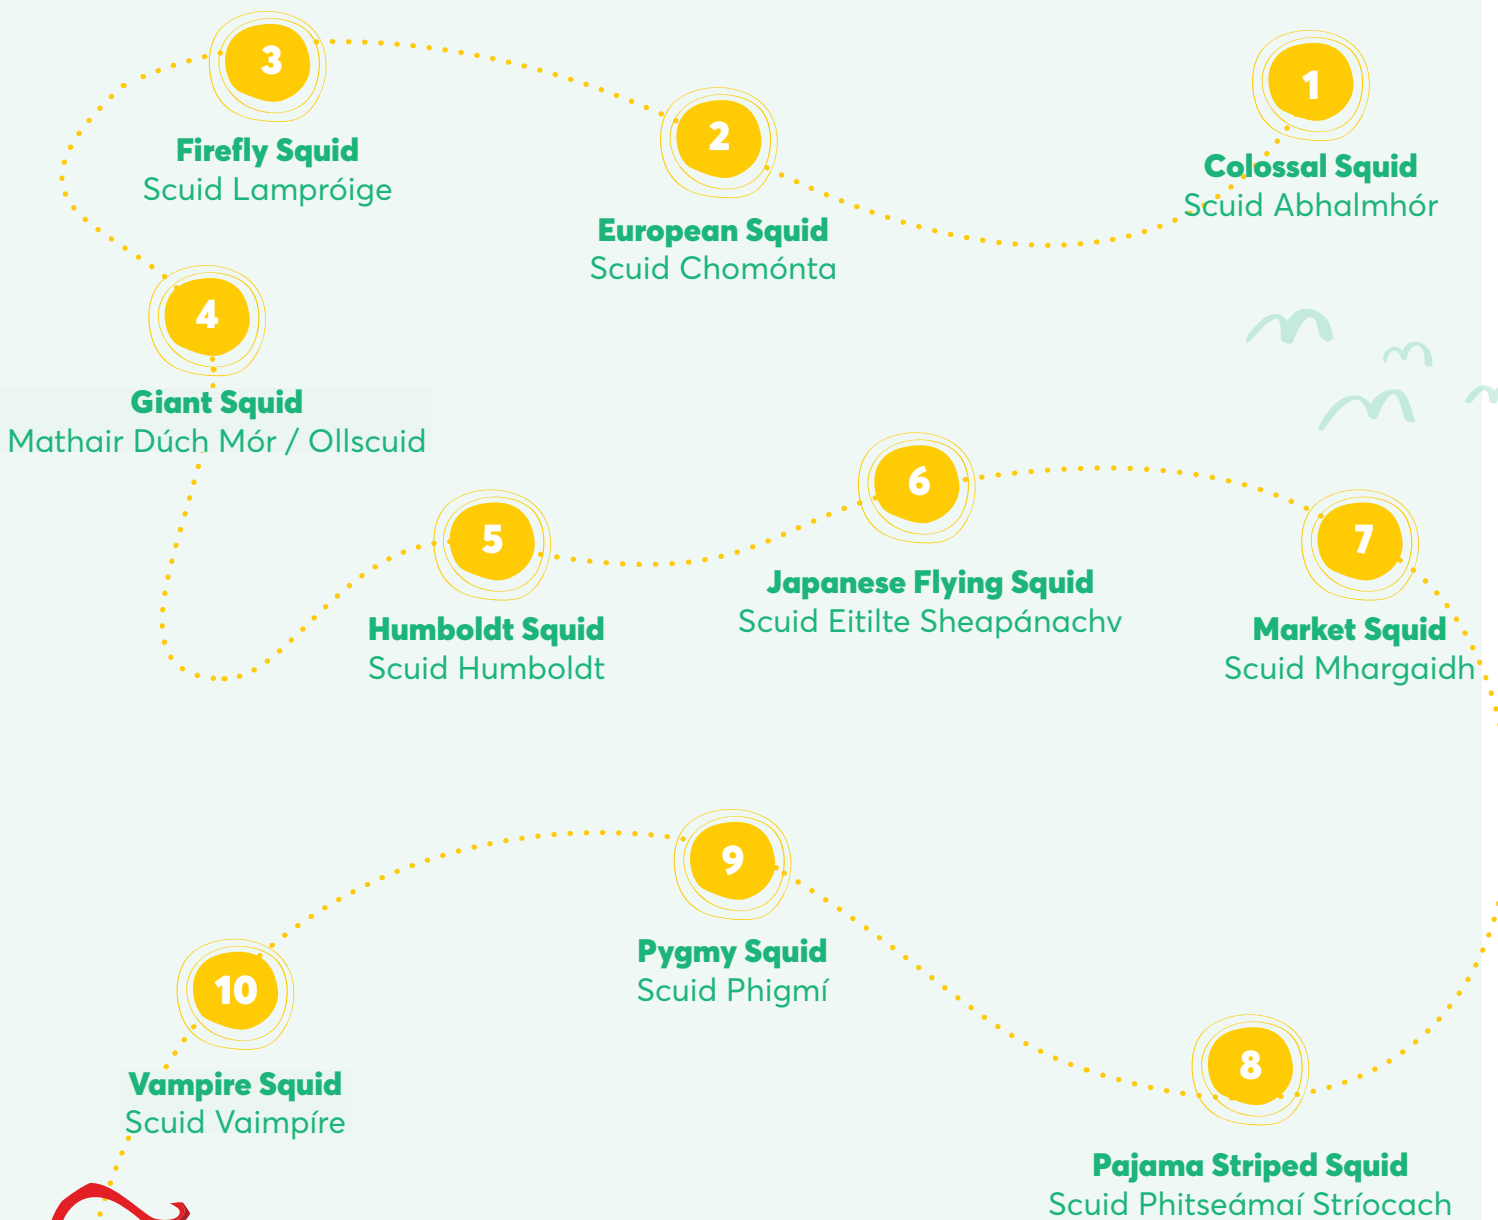 1
Colossal Squid
Scuid Abhalmhór
2
European Squid
Scuid Chomónta
3
Firefly Squid
Scuid Lampróige
4
Giant Squid
Mathair Dúch Mór / Ollscuid
5
Humboldt Squid
Scuid Humboldt
6
Japanese Flying Squid
Scuid Eitilte Sheapánachv
7
Market Squid
Scuid Mhargaidh
8
Pajama Striped Squid
Scuid Phitseámaí Stríocach
9
Pygmy Squid
Scuid Phigmí
10
Vampire Squid
Scuid Vaimpíre